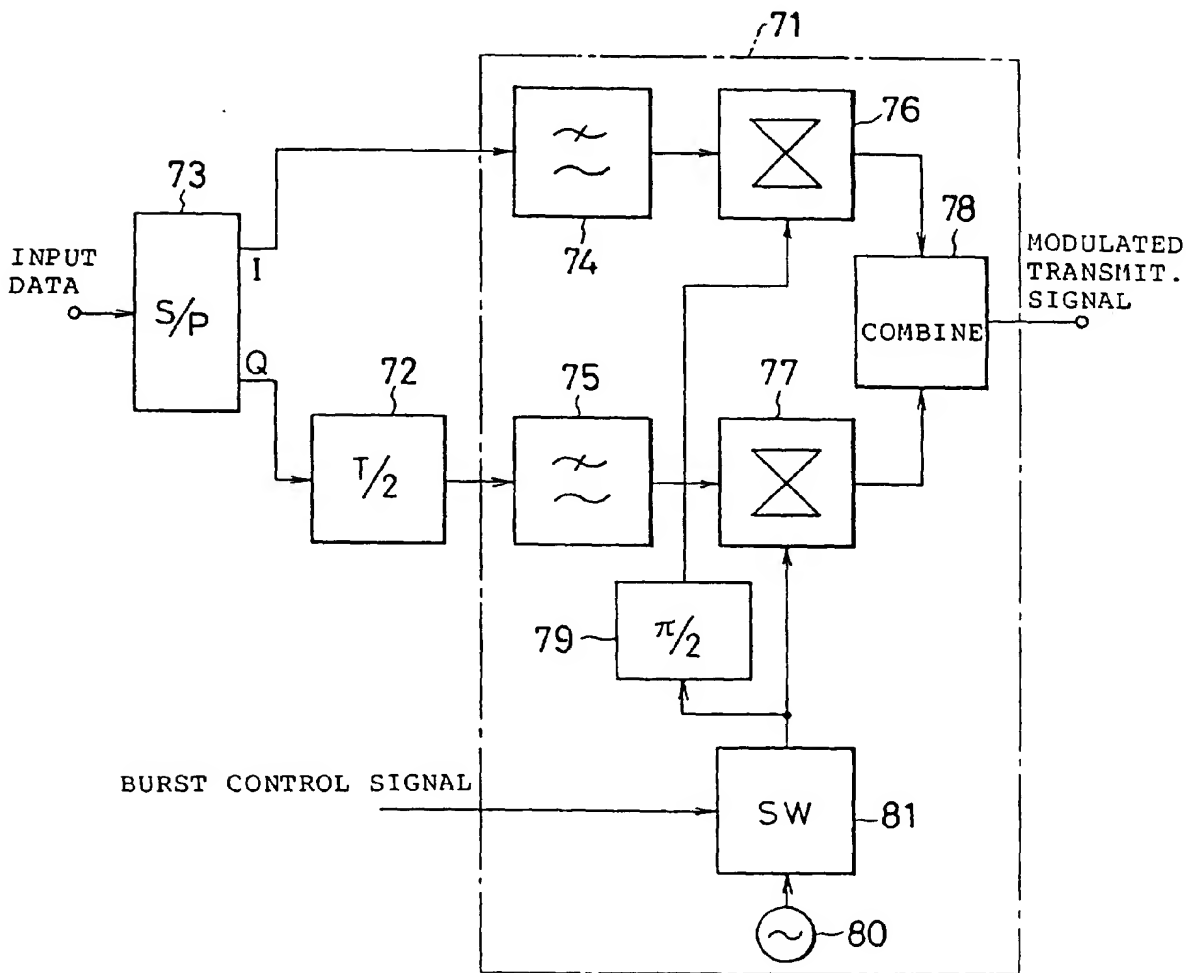 71
76
73
78
74
INPUT
DATA
I
S/P
MODULATED
TRANSMIT.
SIGNAL
COMBINE
Q
72
75
77
T/2
79
π/2
BURST CONTROL SIGNAL
SW
81
80